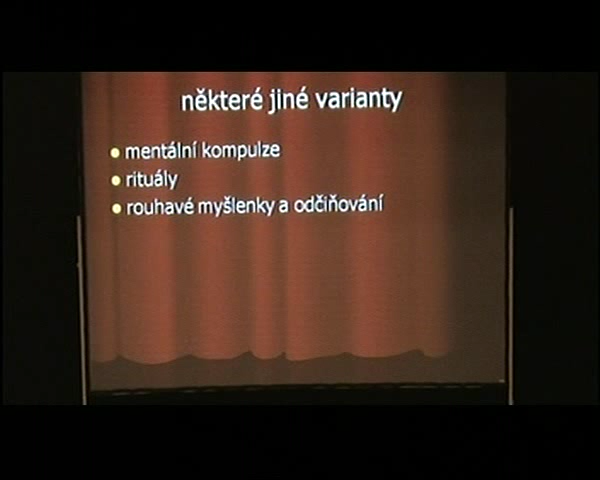 některé jiné varianty
mentální kompulze
rituály
rouhavé myšlenky a odčiňování